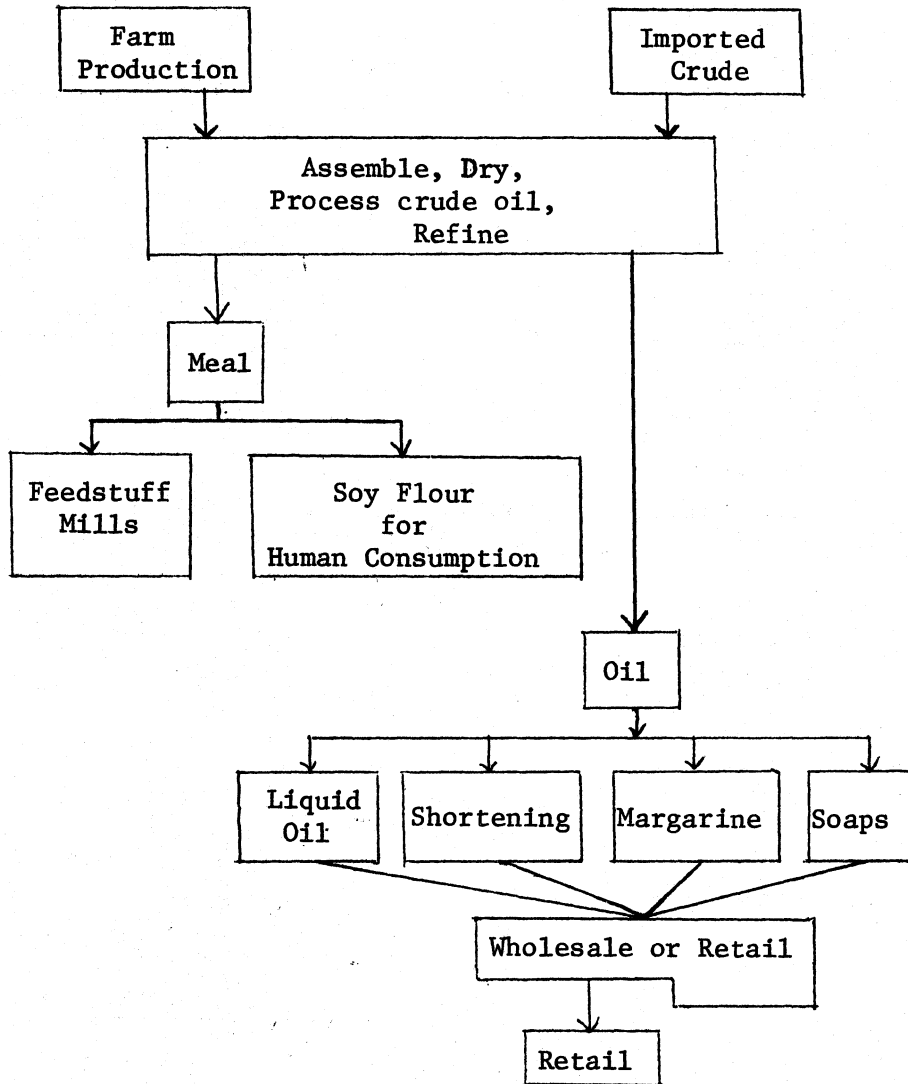 Farm
Production
Imported
Crude
Assemble, Dry,
Process crude oil,
Refine
Meal
Feedstuff
Mills
Soy Flour
for
Human Consumption
Oil
Liquid
Oil
Shortening
Margarine
Soaps
Wholesale or Retail
Retail